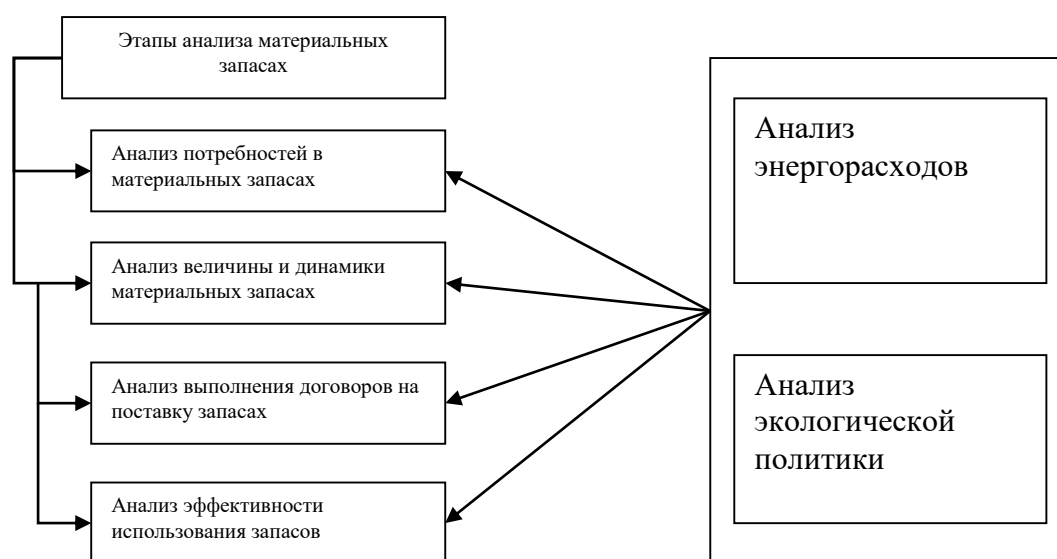 Этапы анализа материальных
запасах
Анализ потребностей в
материальных запасах
Анализ величины и динамики
материальных запасах
Анализ выполнения договоров на
поставку запасах
Анализ эффективности
использования запасов
Анализ
энергорасходов
Анализ
экологической
политики